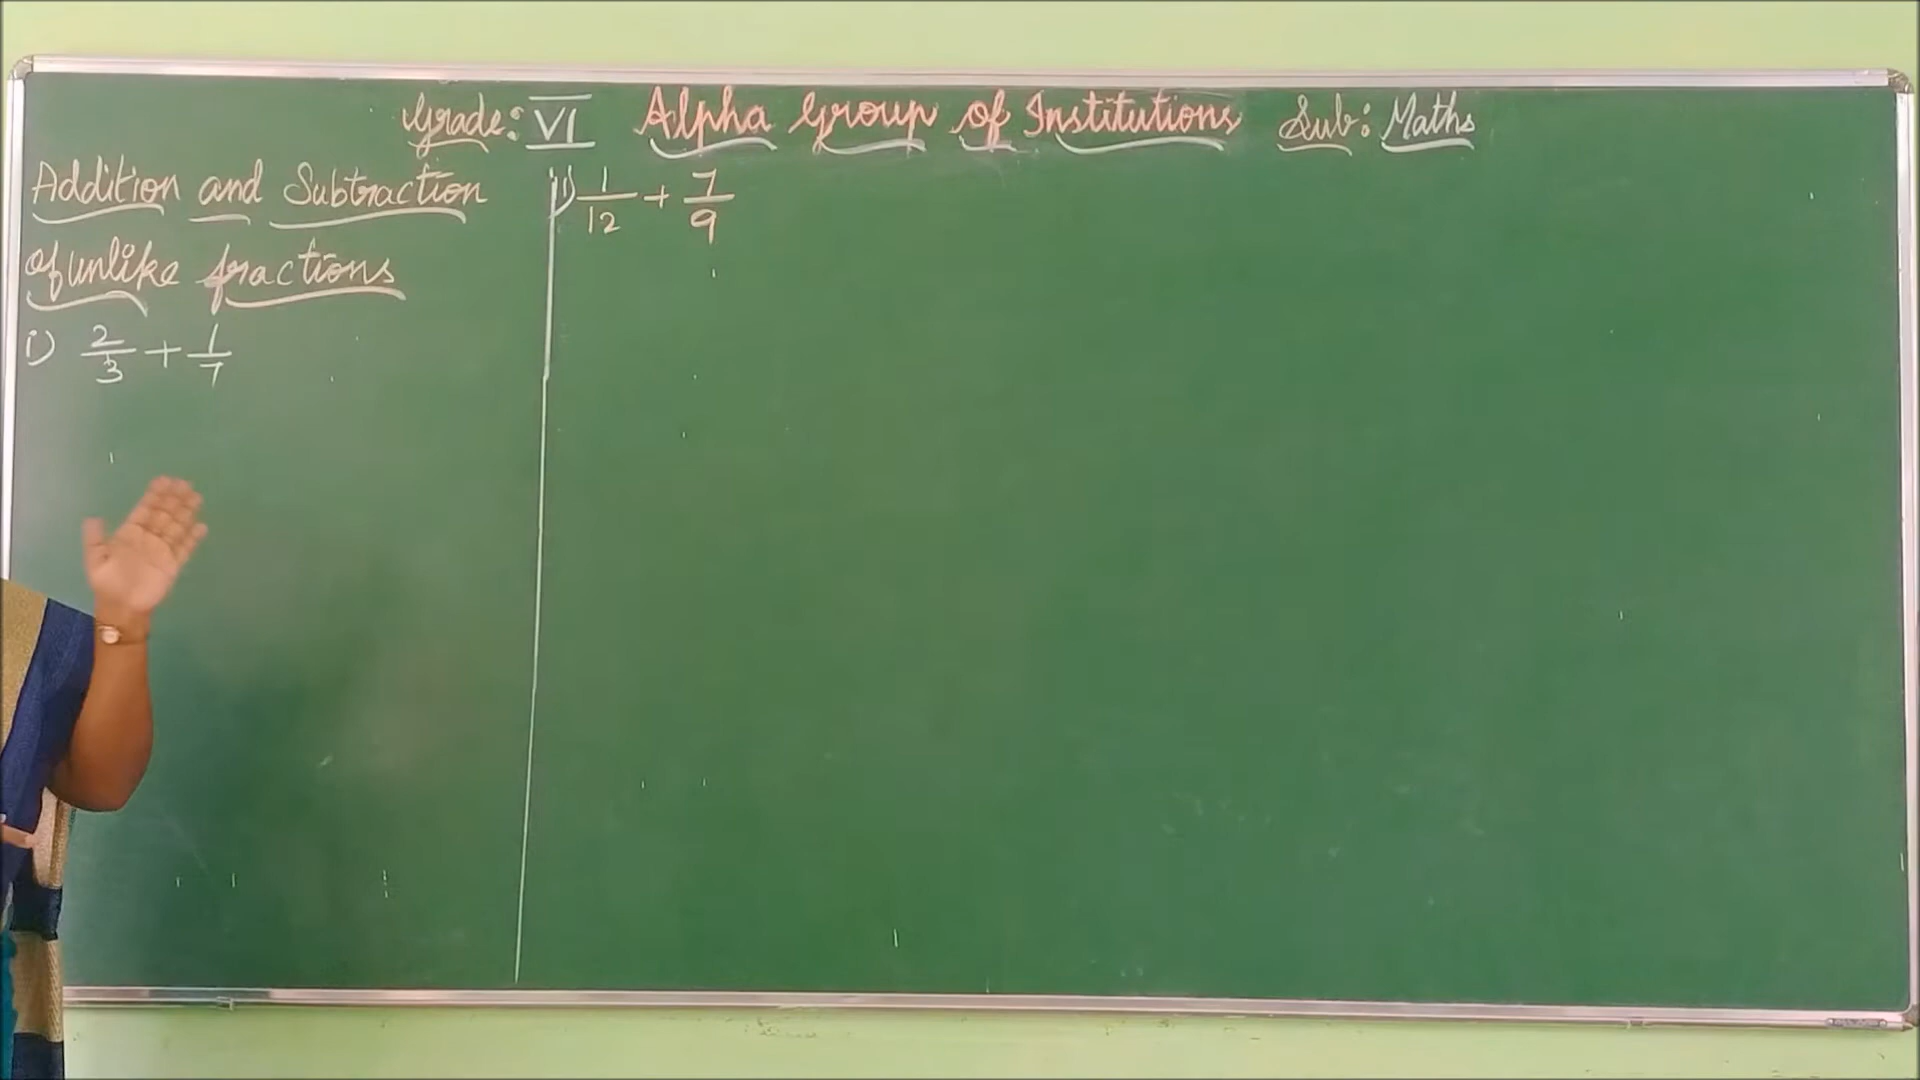 Grade: VI Alpha Group of Institutions Sub: Maths
Addition and Subtraction
of unlike fractions
i) 2/3 + 1/7
ii) 1/12 + 7/9